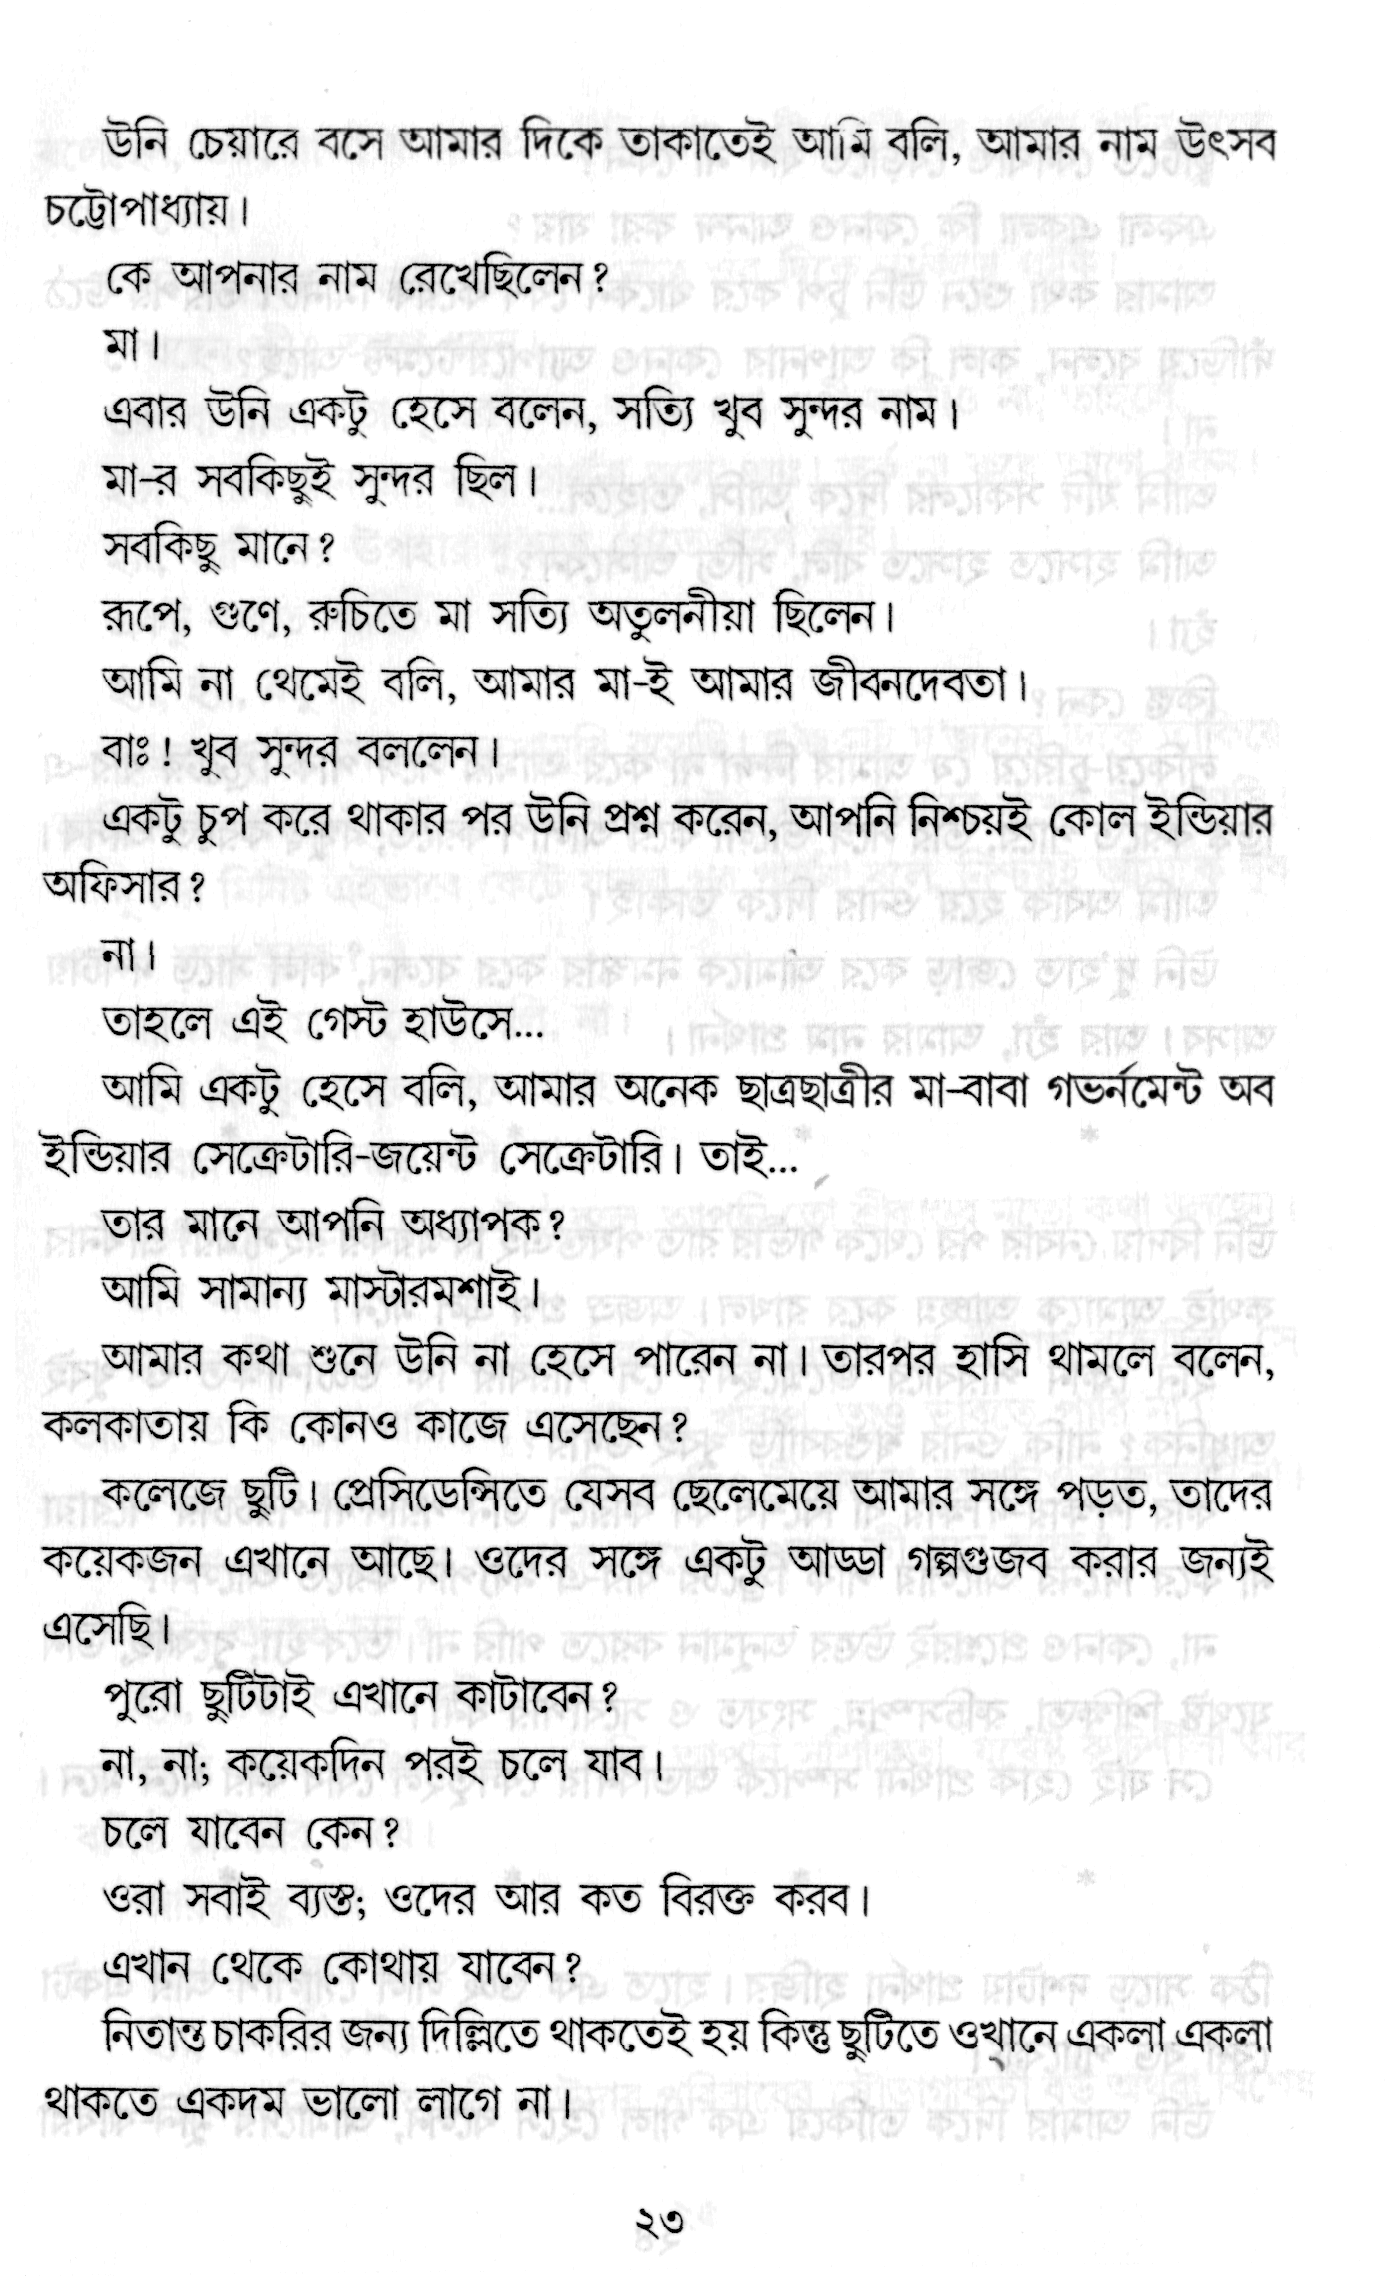 উনি চেয়ারে বসে আমার দিকে তাকাতেই আমি বলি, আমার নাম উৎসব
চট্টোপাধ্যায়।
কে আপনার নাম রেখেছিলেন?
মা।
এবার উনি একটু হেসে বলেন, সত্যি খুব সুন্দর নাম।
মা-র সবকিছুই সুন্দর ছিল।
সবকিছু মানে?
রূপে, গুণে, রুচিতে মা সত্যি অতুলনীয়া ছিলেন।
আমি না থেমেই বলি, আমার মা-ই আমার জীবনদেবতা।
বাঃ! খুব সুন্দর বললেন।
একটু চুপ করে থাকার পর উনি প্রশ্ন করেন, আপনি নিশ্চয়ই কোল ইন্ডিয়ার
অফিসার?
না।
তাহলে এই গেস্ট হাউসে...
আমি একটু হেসে বলি, আমার অনেক ছাত্রছাত্রীর মা-বাবা গভর্নমেন্ট অব
ইন্ডিয়ার সেক্রেটারি-জয়েন্ট সেক্রেটারি। তাই...
তার মানে আপনি অধ্যাপক?
আমি সামান্য মাস্টারমশাই।
আমার কথা শুনে উনি না হেসে পারেন না। তারপর হাসি থামলে বলেন,
কলকাতায় কি কোনও কাজে এসেছেন?
কলেজে ছুটি। প্রেসিডেন্সিতে যেসব ছেলেমেয়ে আমার সঙ্গে পড়ত, তাদের
কয়েকজন এখানে আছে। ওদের সঙ্গে একটু আড্ডা গল্পগুজব করার জন্যই
এসেছি।
পুরো ছুটিটাই এখানে কাটাবেন?
না, না; কয়েকদিন পরই চলে যাব।
চলে যাবেন কেন?
ওরা সবাই ব্যস্ত; ওদের আর কত বিরক্ত করব।
এখান থেকে কোথায় যাবেন?
নিতান্ত চাকরির জন্য দিল্লিতে থাকতেই হয় কিন্তু ছুটিতে ওখানে একলা একলা
থাকতে একদম ভালো লাগে না।
২৩